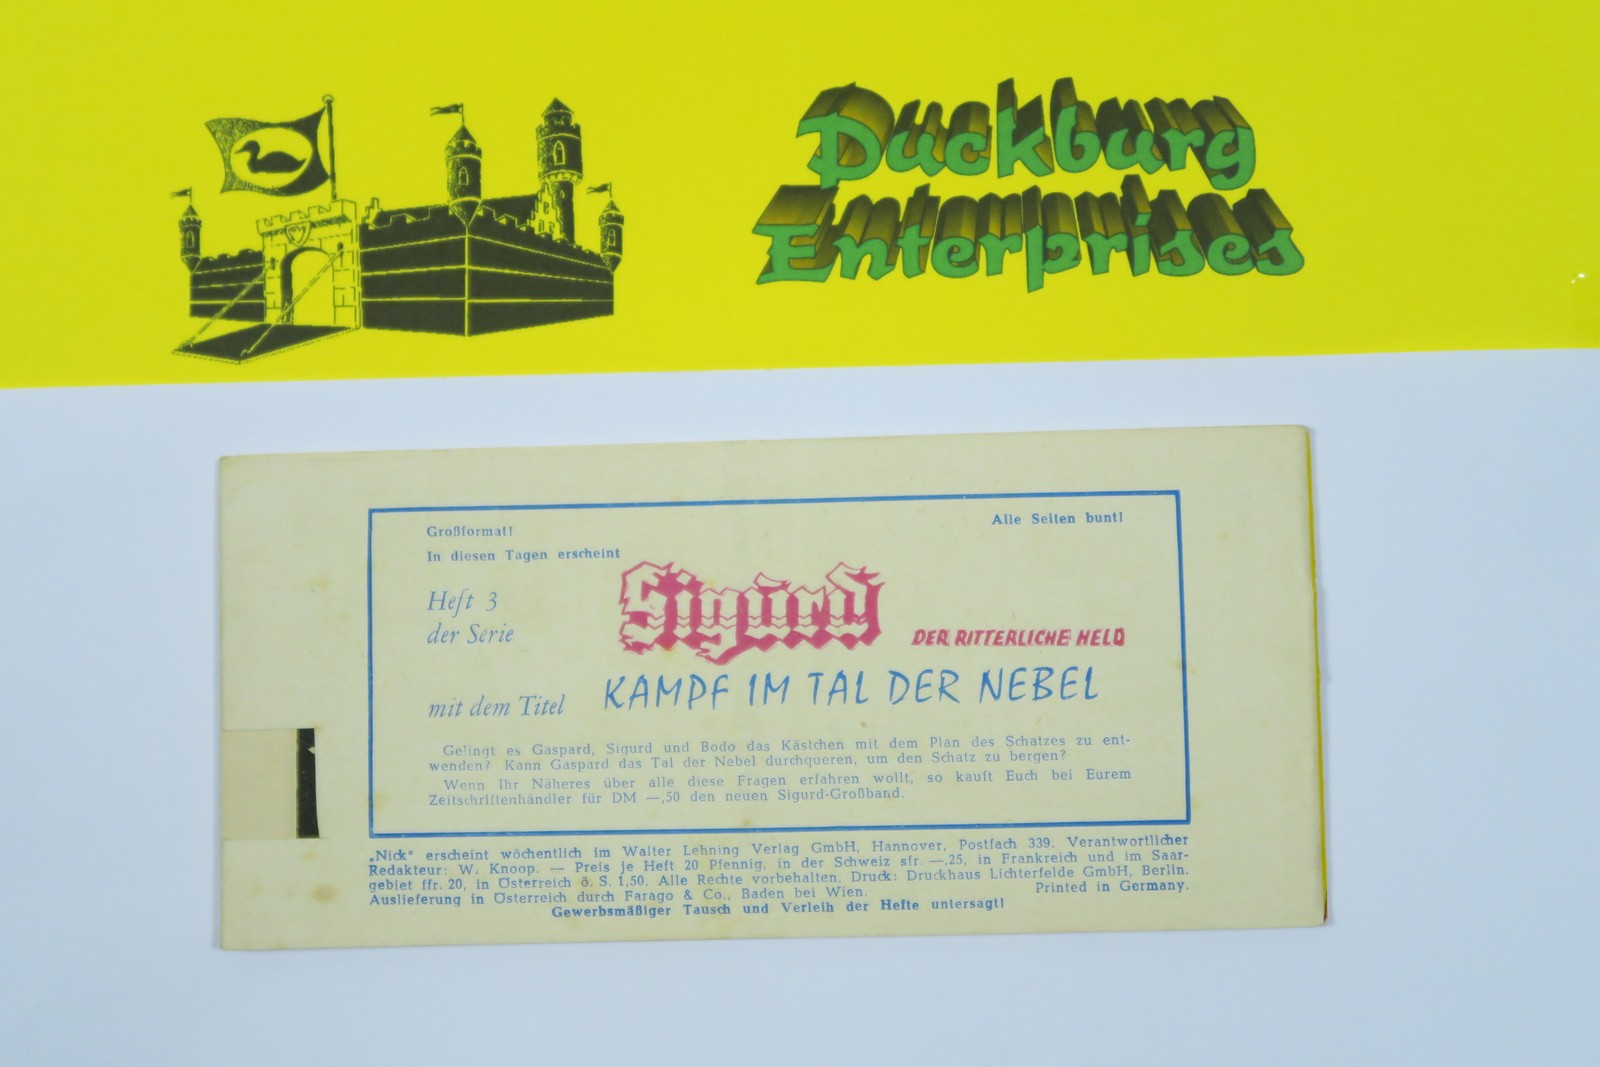 Duckburg
Enterprises
Großformat!
Alle Seiten bunt!
In diesen Tagen erscheint
Heft 3
der Serie
Sigurd
DER RITTERLICHE HELD
mit dem Titel
KAMPF IM TAL DER NEBEL
Gelingt es Gaspard, Sigurd und Bodo das Kästchen mit dem Plan des Schatzes zu ent-
wenden? Kann Gaspard das Tal der Nebel durchqueren, um den Schatz zu bergen?
Wenn Ihr Näheres über alle diese Fragen erfahren wollt, so kauft Euch bei Eurem
Zeitschriftenhändler für DM —,50 den neuen Sigurd-Großband.
„Nick“ erscheint wöchentlich im Walter Lehning Verlag GmbH, Hannover, Postfach 339. Verantwortlicher
Redakteur: W. Knoop. — Preis je Heft 20 Pfennig, in der Schweiz sfr. —,25, in Frankreich und im Saar-
gebiet ffr. 20, in Österreich ö. S. 1,50. Alle Rechte vorbehalten. Druck: Druckhaus Lichterfelde GmbH, Berlin.
Auslieferung in Österreich durch Farago & Co., Baden bei Wien. Printed in Germany.
Gewerbsmäßiger Tausch und Verleih der Hefte untersagt!